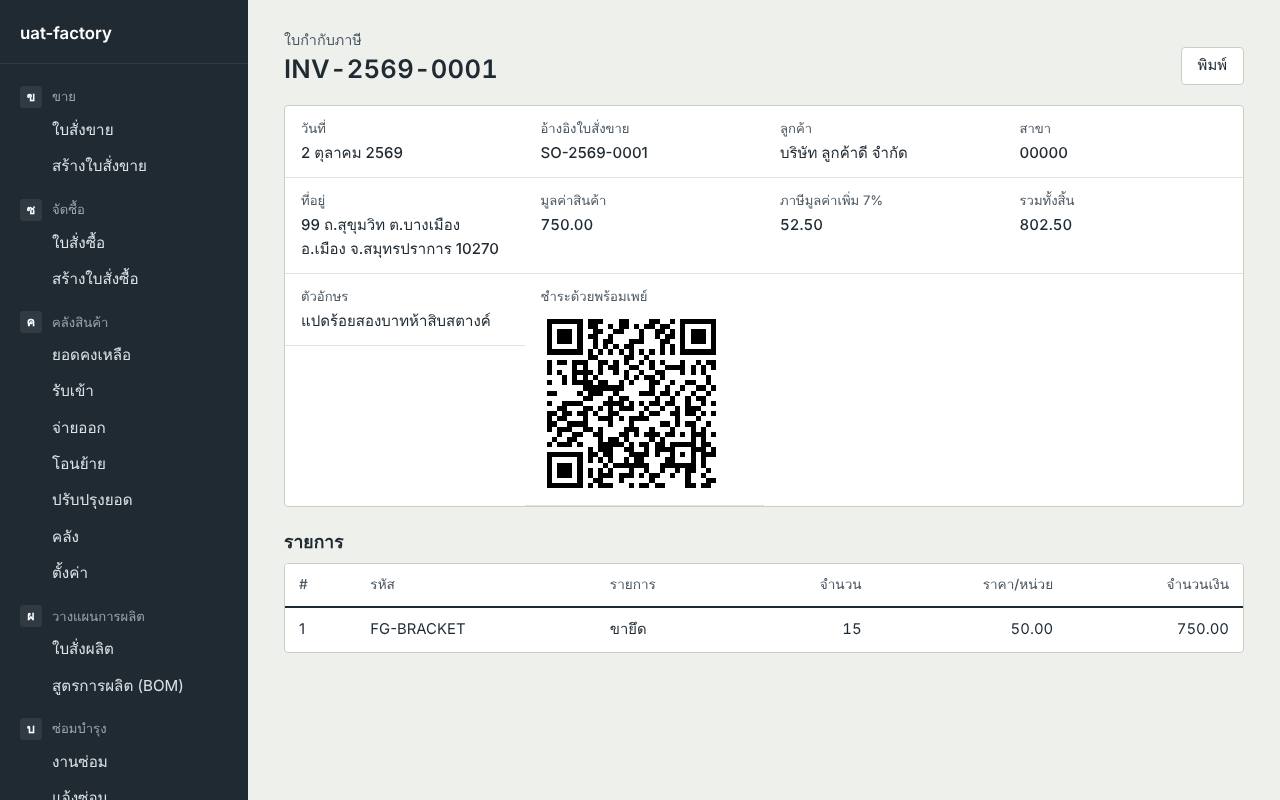 uat-factory
ข ขาย
ใบสั่งขาย
สร้างใบสั่งขาย
ซ จัดซื้อ
ใบสั่งซื้อ
สร้างใบสั่งซื้อ
ค คลังสินค้า
ยอดคงเหลือ
รับเข้า
จ่ายออก
โอนย้าย
ปรับปรุงยอด
คลัง
ตั้งค่า
ผ วางแผนการผลิต
ใบสั่งผลิต
สูตรการผลิต (BOM)
บ ซ่อมบำรุง
งานซ่อม
แจ้งซ่อม
ใบกำกับภาษี
INV-2569-0001
พิมพ์
วันที่ อ้างอิงใบสั่งขาย ลูกค้า สาขา
2 ตุลาคม 2569 SO-2569-0001 บริษัท ลูกค้าดี จำกัด 00000
ที่อยู่ มูลค่าสินค้า ภาษีมูลค่าเพิ่ม 7% รวมทั้งสิ้น
99 ถ.สุขุมวิท ต.บางเมือง 750.00 52.50 802.50
อ.เมือง จ.สมุทรปราการ 10270
ตัวอักษร ชำระด้วยพร้อมเพย์
แปดร้อยสองบาทห้าสิบสตางค์
รายการ
# รหัส รายการ จำนวน ราคา/หน่วย จำนวนเงิน
1 FG-BRACKET ขายึด 15 50.00 750.00